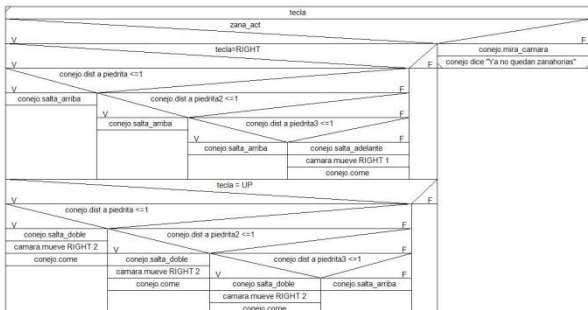 tecla
zana_act
V
F
tecla=RIGHT
conejo.mira_camara
V
F
conejo dice "Ya no quedan zanahorias"
conejo.dist a piedrita <=1
V
F
conejo.salta_arriba
conejo.dist a piedrita2 <=1
V
F
conejo.salta_arriba
conejo.dist a piedrita3 <=1
V
F
conejo.salta_arriba
conejo.salta_adelante
camara.mueve RIGHT 1
conejo.come
tecla = UP
V
F
conejo.dist a piedrita <=1
V
F
conejo.salta_doble
conejo.dist a piedrita2 <=1
camara.mueve RIGHT 2
V
F
conejo.come
conejo.salta_doble
conejo.dist a piedrita3 <=1
camara.mueve RIGHT 2
V
F
conejo.come
conejo.salta_doble
conejo.salta_arriba
camara.mueve RIGHT 2
conejo.come